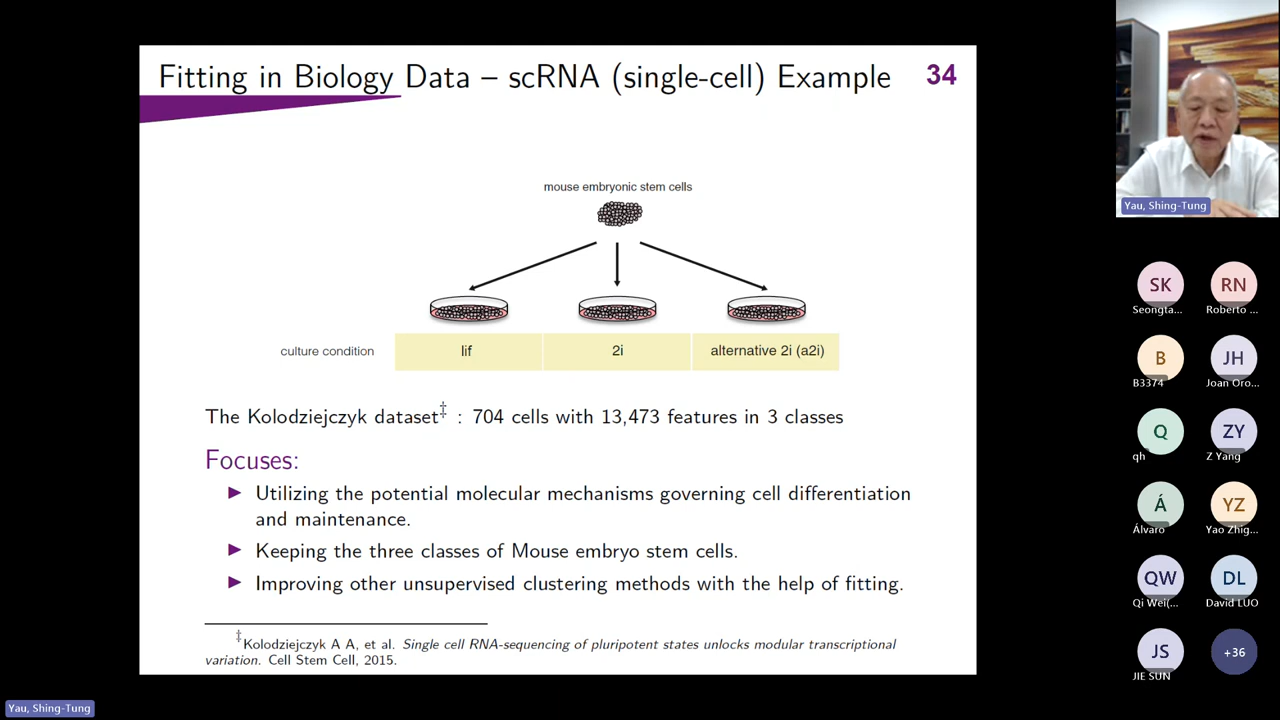 Fitting in Biology Data – scRNA (single-cell) Example
34
mouse embryonic stem cells
culture condition
lif
2i
alternative 2i (a2i)
The Kolodziejczyk dataset‡ : 704 cells with 13,473 features in 3 classes
Focuses:
▶ Utilizing the potential molecular mechanisms governing cell differentiation
and maintenance.
▶ Keeping the three classes of Mouse embryo stem cells.
▶ Improving other unsupervised clustering methods with the help of fitting.
‡Kolodziejczyk A A, et al. Single cell RNA-sequencing of pluripotent states unlocks modular transcriptional
variation. Cell Stem Cell, 2015.
Yau, Shing-Tung
SK
Seongta...
RN
Roberto ...
B
B3374
JH
Joan Oro...
Q
qh
ZY
Z Yang
Á
Álvaro
YZ
Yao Zhig...
QW
Qi Wei(...
DL
David LUO
JS
JIE SUN
+36
Yau, Shing-Tung